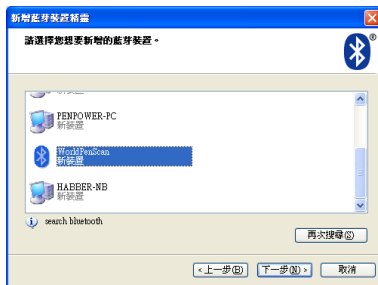 新增藍芽裝置精靈
請選擇您想要新增的藍芽裝置。
PENPOWER-PC
新裝置
WorldPenScan
新裝置
HABBER-NB
新裝置
search bluetooth
再次搜尋(S)
<上一步(B)
下一步(N)>
取消